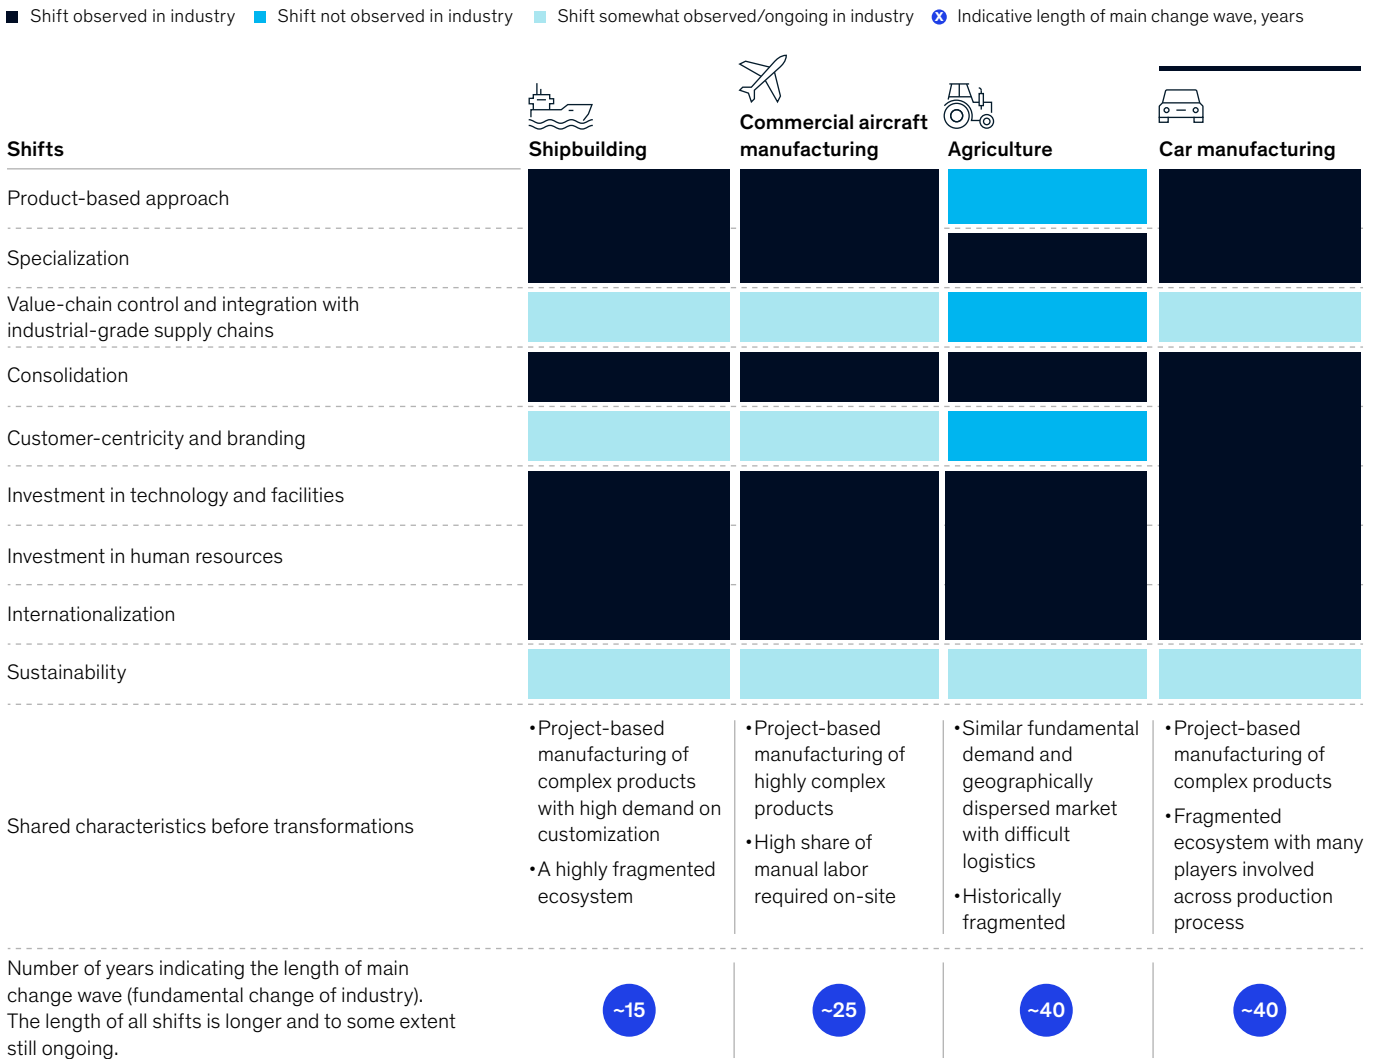 Shift observed in industry
Shift not observed in industry
Shift somewhat observed/ongoing in industry
X Indicative length of main change wave, years
Shifts
Shipbuilding
Commercial aircraft
manufacturing
Agriculture
Car manufacturing
Product-based approach
Specialization
Value-chain control and integration with
industrial-grade supply chains
Consolidation
Customer-centricity and branding
Investment in technology and facilities
Investment in human resources
Internationalization
Sustainability
Shared characteristics before transformations
•Project-based
manufacturing of
complex products
with high demand on
customization
•A highly fragmented
ecosystem
•Project-based
manufacturing of
highly complex
products
•High share of
manual labor
required on-site
•Similar fundamental
demand and
geographically
dispersed market
with difficult
logistics
•Historically
fragmented
•Project-based
manufacturing of
complex products
•Fragmented
ecosystem with many
players involved
across production
process
Number of years indicating the length of main
change wave (fundamental change of industry).
The length of all shifts is longer and to some extent
still ongoing.
~15
~25
~40
~40